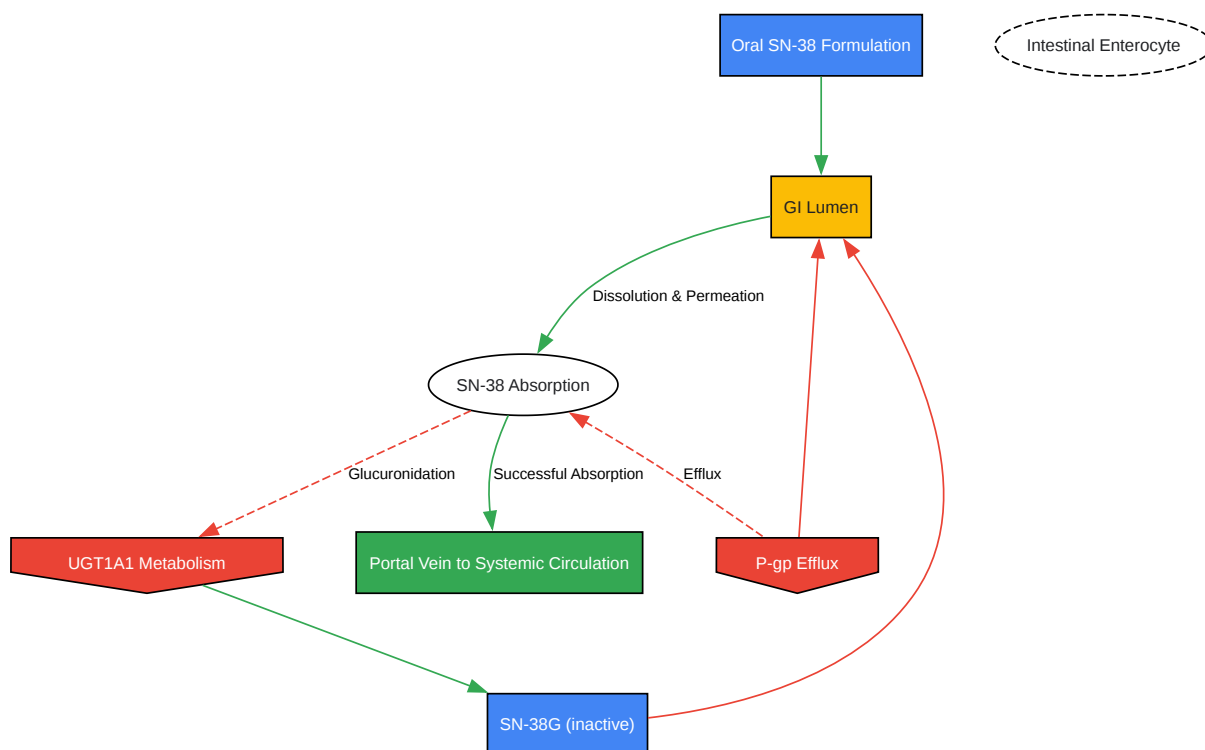 Oral SN-38 Formulation
Intestinal Enterocyte
GI Lumen
Dissolution & Permeation
SN-38 Absorption
Glucuronidation
Successful Absorption
Efflux
UGT1A1 Metabolism
Portal Vein to Systemic Circulation
P-gp Efflux
SN-38G (inactive)